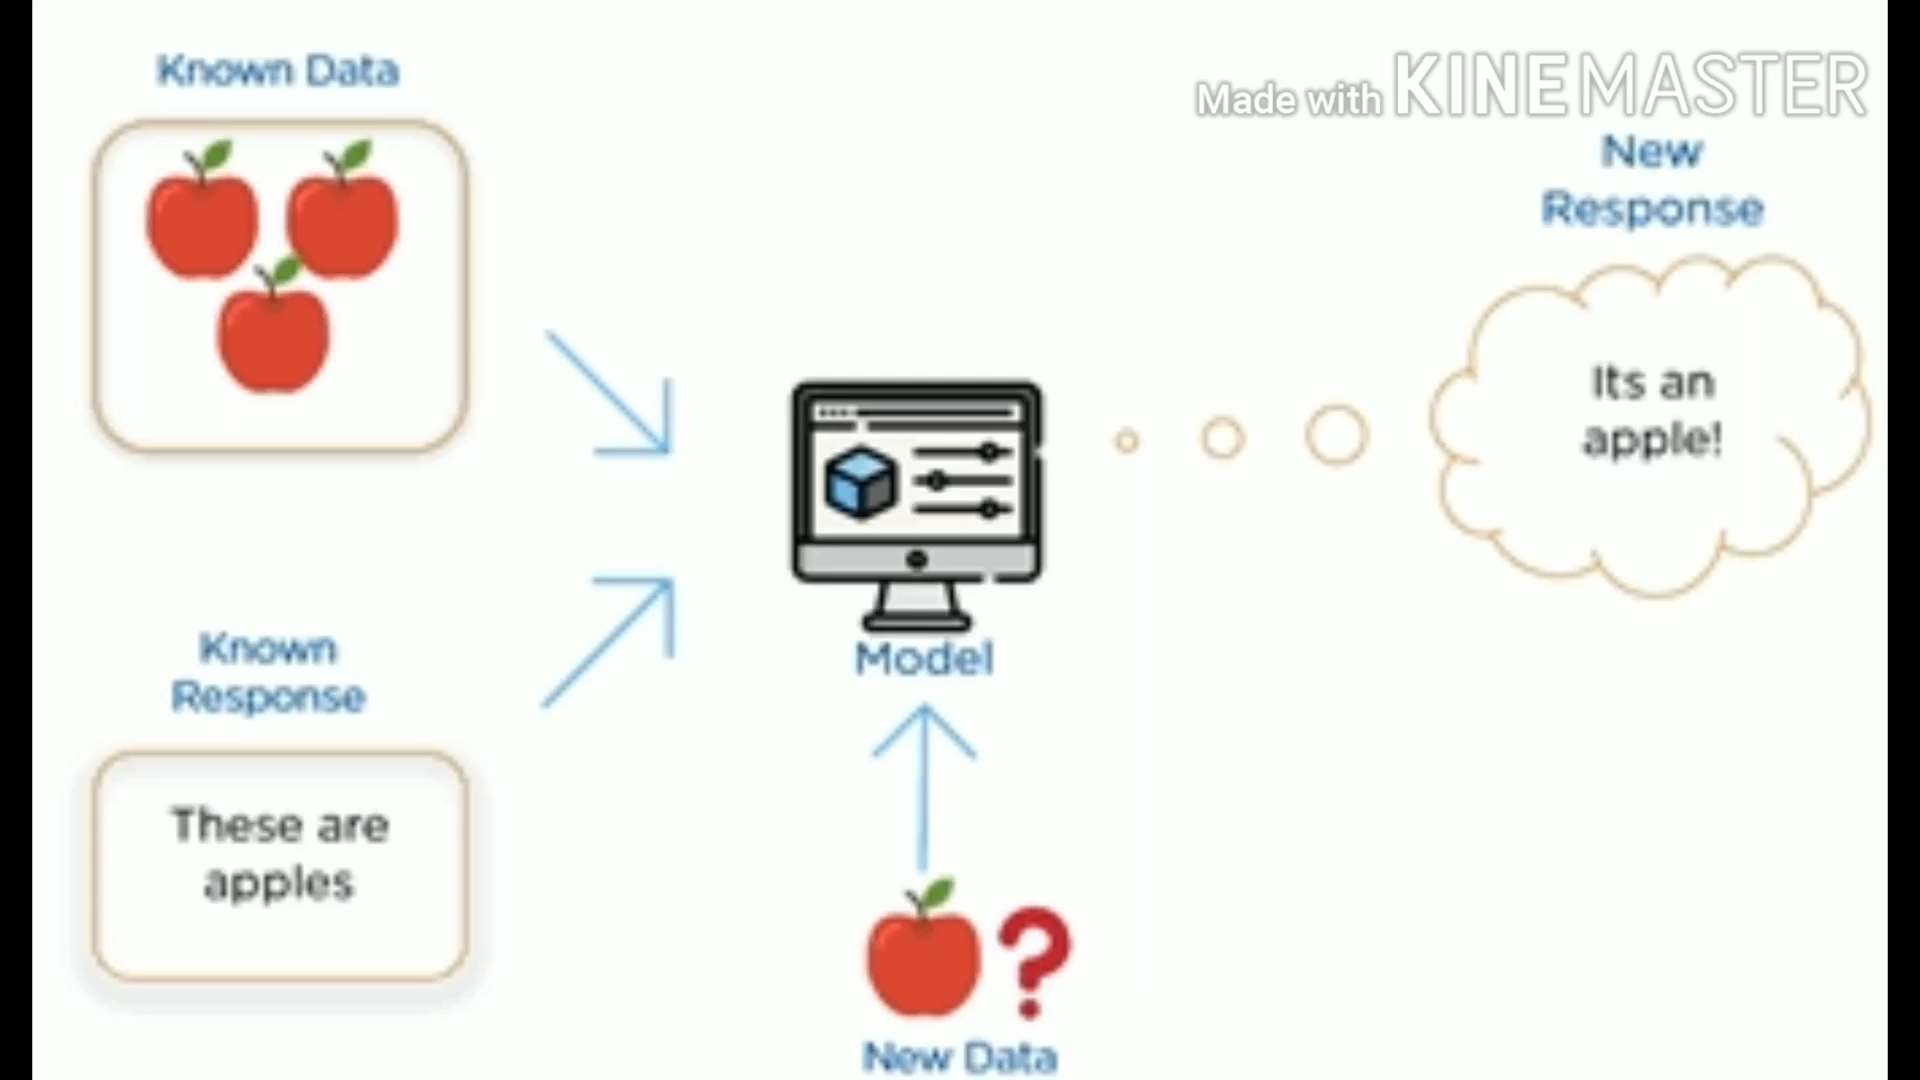 Known Data
Made with KINEMASTER
New
Response
Its an
apple!
Known
Response
Model
These are
apples
New Data